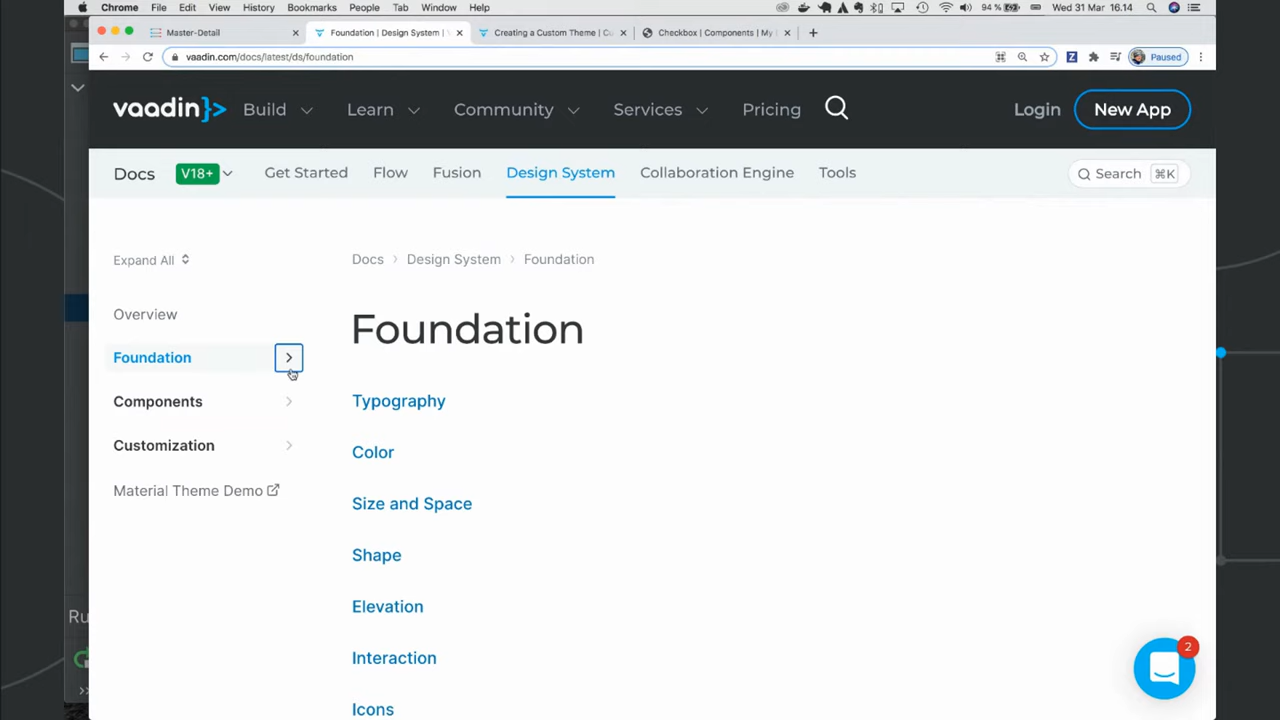 Chrome File Edit View History Bookmarks People Tab Window Help 94 % Wed 31 Mar 16.14
Master-Detail Foundation | Design System | Creating a Custom Theme | Cu Checkbox | Components | My
vaadin.com/docs/latest/ds/foundation Paused
vaadin}> Build Learn Community Services Pricing Login New App
Docs V18+ Get Started Flow Fusion Design System Collaboration Engine Tools Search ⌘K
Expand All
Docs > Design System > Foundation
Overview
Foundation
Foundation
Components
Customization
Material Theme Demo
Typography
Color
Size and Space
Shape
Elevation
Interaction
Icons
Ru
2